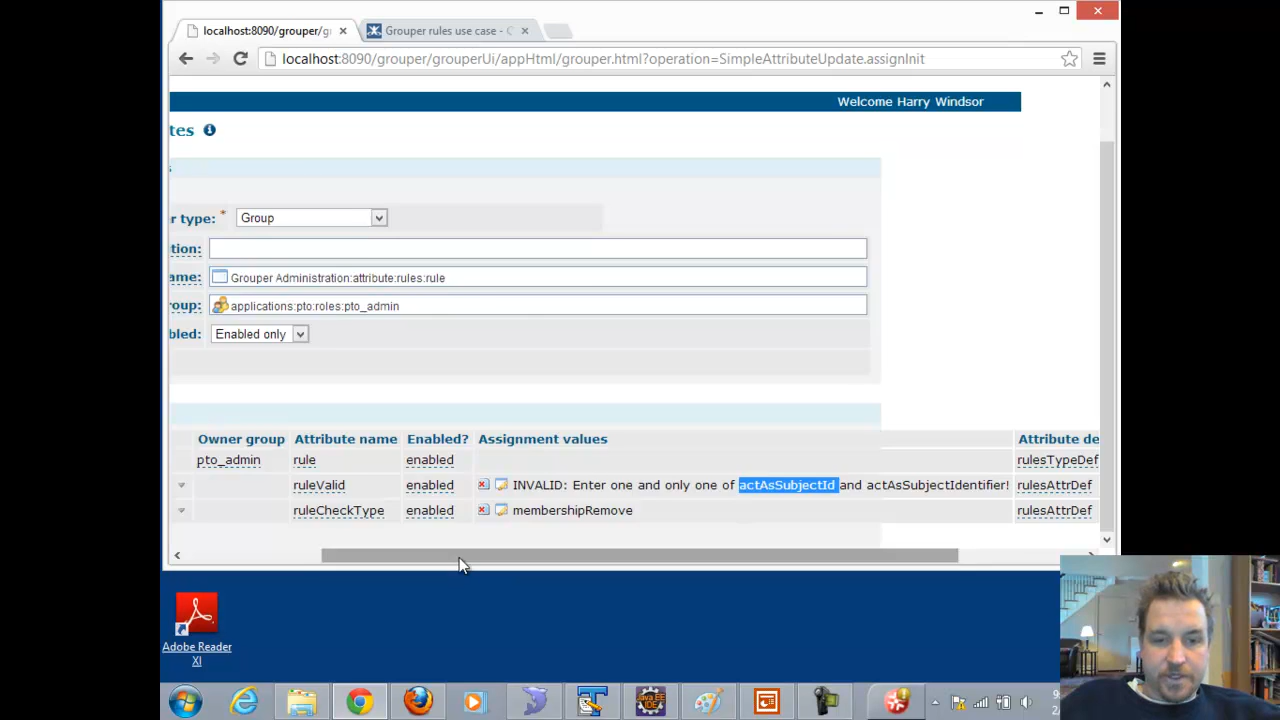 localhost:8090/grouper/g
Grouper rules use case -
localhost:8090/grouper/grouperUi/appHtml/grouper.html?operation=SimpleAttributeUpdate.assignInit
Welcome Harry Windsor
tes
s
r type: * Group
tion:
ame: Grouper Administration:attribute:rules:rule
roup: applications:pto:roles:pto_admin
bled: Enabled only
Owner group Attribute name Enabled? Assignment values Attribute de
pto_admin rule enabled rulesTypeDef
ruleValid enabled INVALID: Enter one and only one of actAsSubjectId and actAsSubjectIdentifier! rulesAttrDef
ruleCheckType enabled membershipRemove rulesAttrDef
Adobe Reader
XI
Java EE
IDE